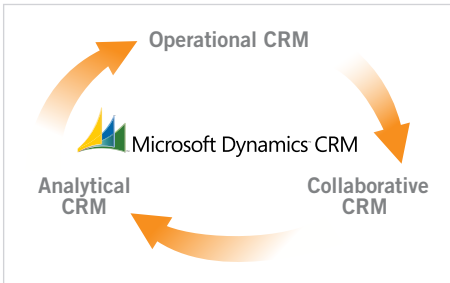 Operational CRM
Microsoft Dynamics CRM
Analytical
CRM
Collaborative
CRM